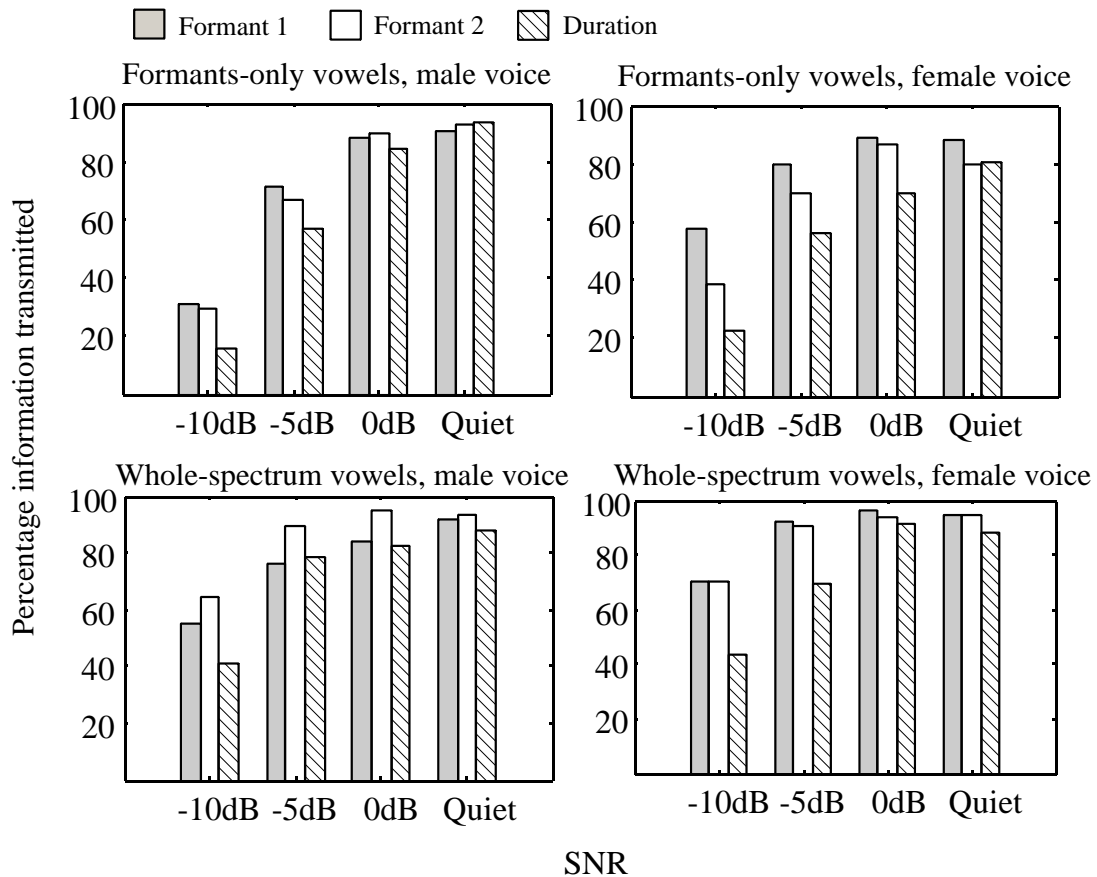 Formant 1 Formant 2 Duration
Formants-only vowels, male voice
100
80
60
40
20
-10dB -5dB 0dB Quiet
Formants-only vowels, female voice
100
80
60
40
20
-10dB -5dB 0dB Quiet
Percentage information transmitted
Whole-spectrum vowels, male voice
100
80
60
40
20
-10dB -5dB 0dB Quiet
Whole-spectrum vowels, female voice
100
80
60
40
20
-10dB -5dB 0dB Quiet
SNR